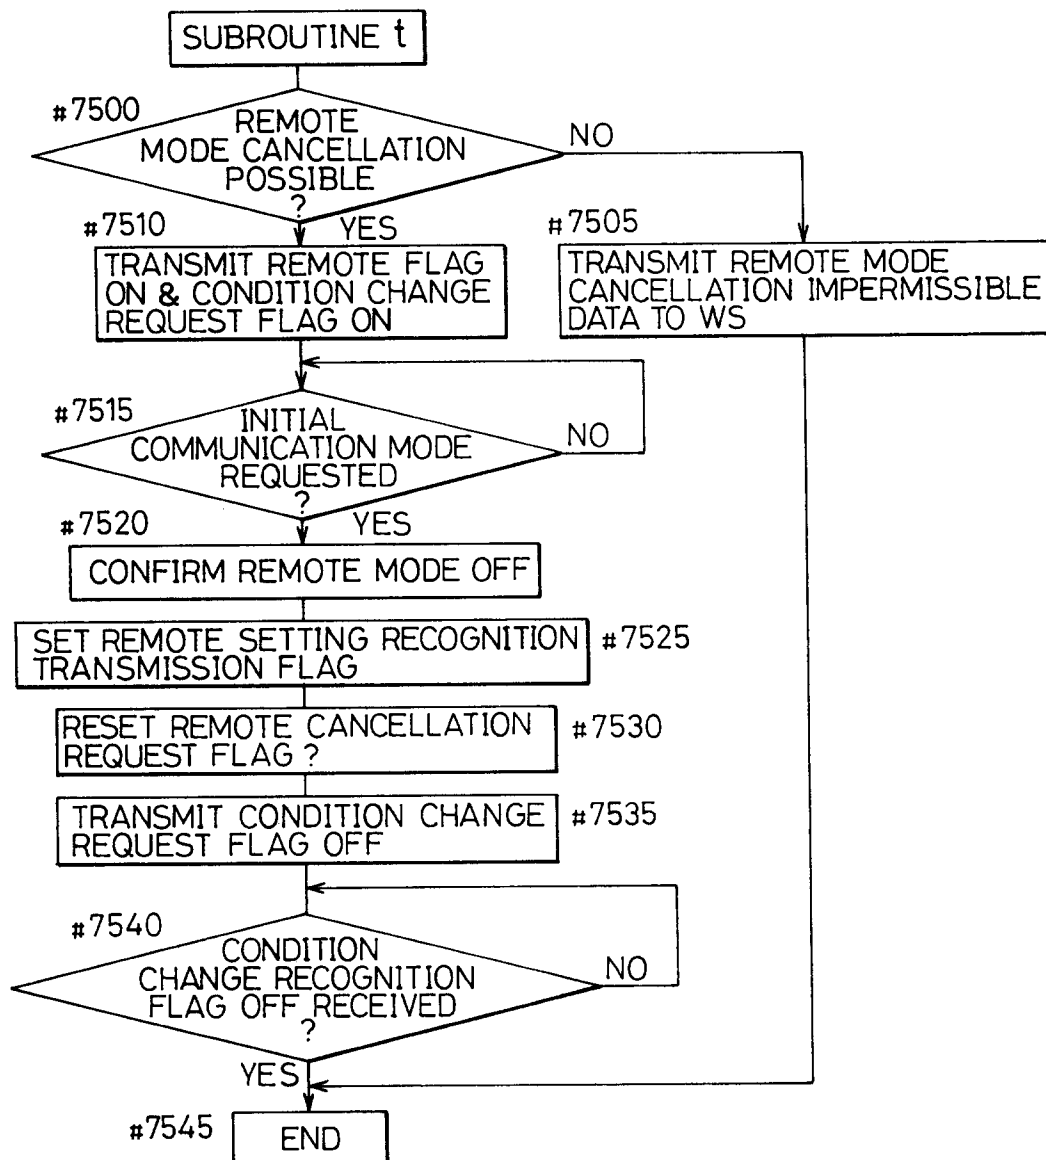 SUBROUTINE t
#7500
REMOTE
MODE CANCELLATION
POSSIBLE
?
NO
YES
#7510
TRANSMIT REMOTE FLAG
ON & CONDITION CHANGE
REQUEST FLAG ON
#7505
TRANSMIT REMOTE MODE
CANCELLATION IMPERMISSIBLE
DATA TO WS
#7515
INITIAL
COMMUNICATION MODE
REQUESTED
?
NO
YES
#7520
CONFIRM REMOTE MODE OFF
SET REMOTE SETTING RECOGNITION
TRANSMISSION FLAG
#7525
RESET REMOTE CANCELLATION
REQUEST FLAG ?
#7530
TRANSMIT CONDITION CHANGE
REQUEST FLAG OFF
#7535
#7540
CONDITION
CHANGE RECOGNITION
FLAG OFF RECEIVED
?
NO
YES
#7545
END